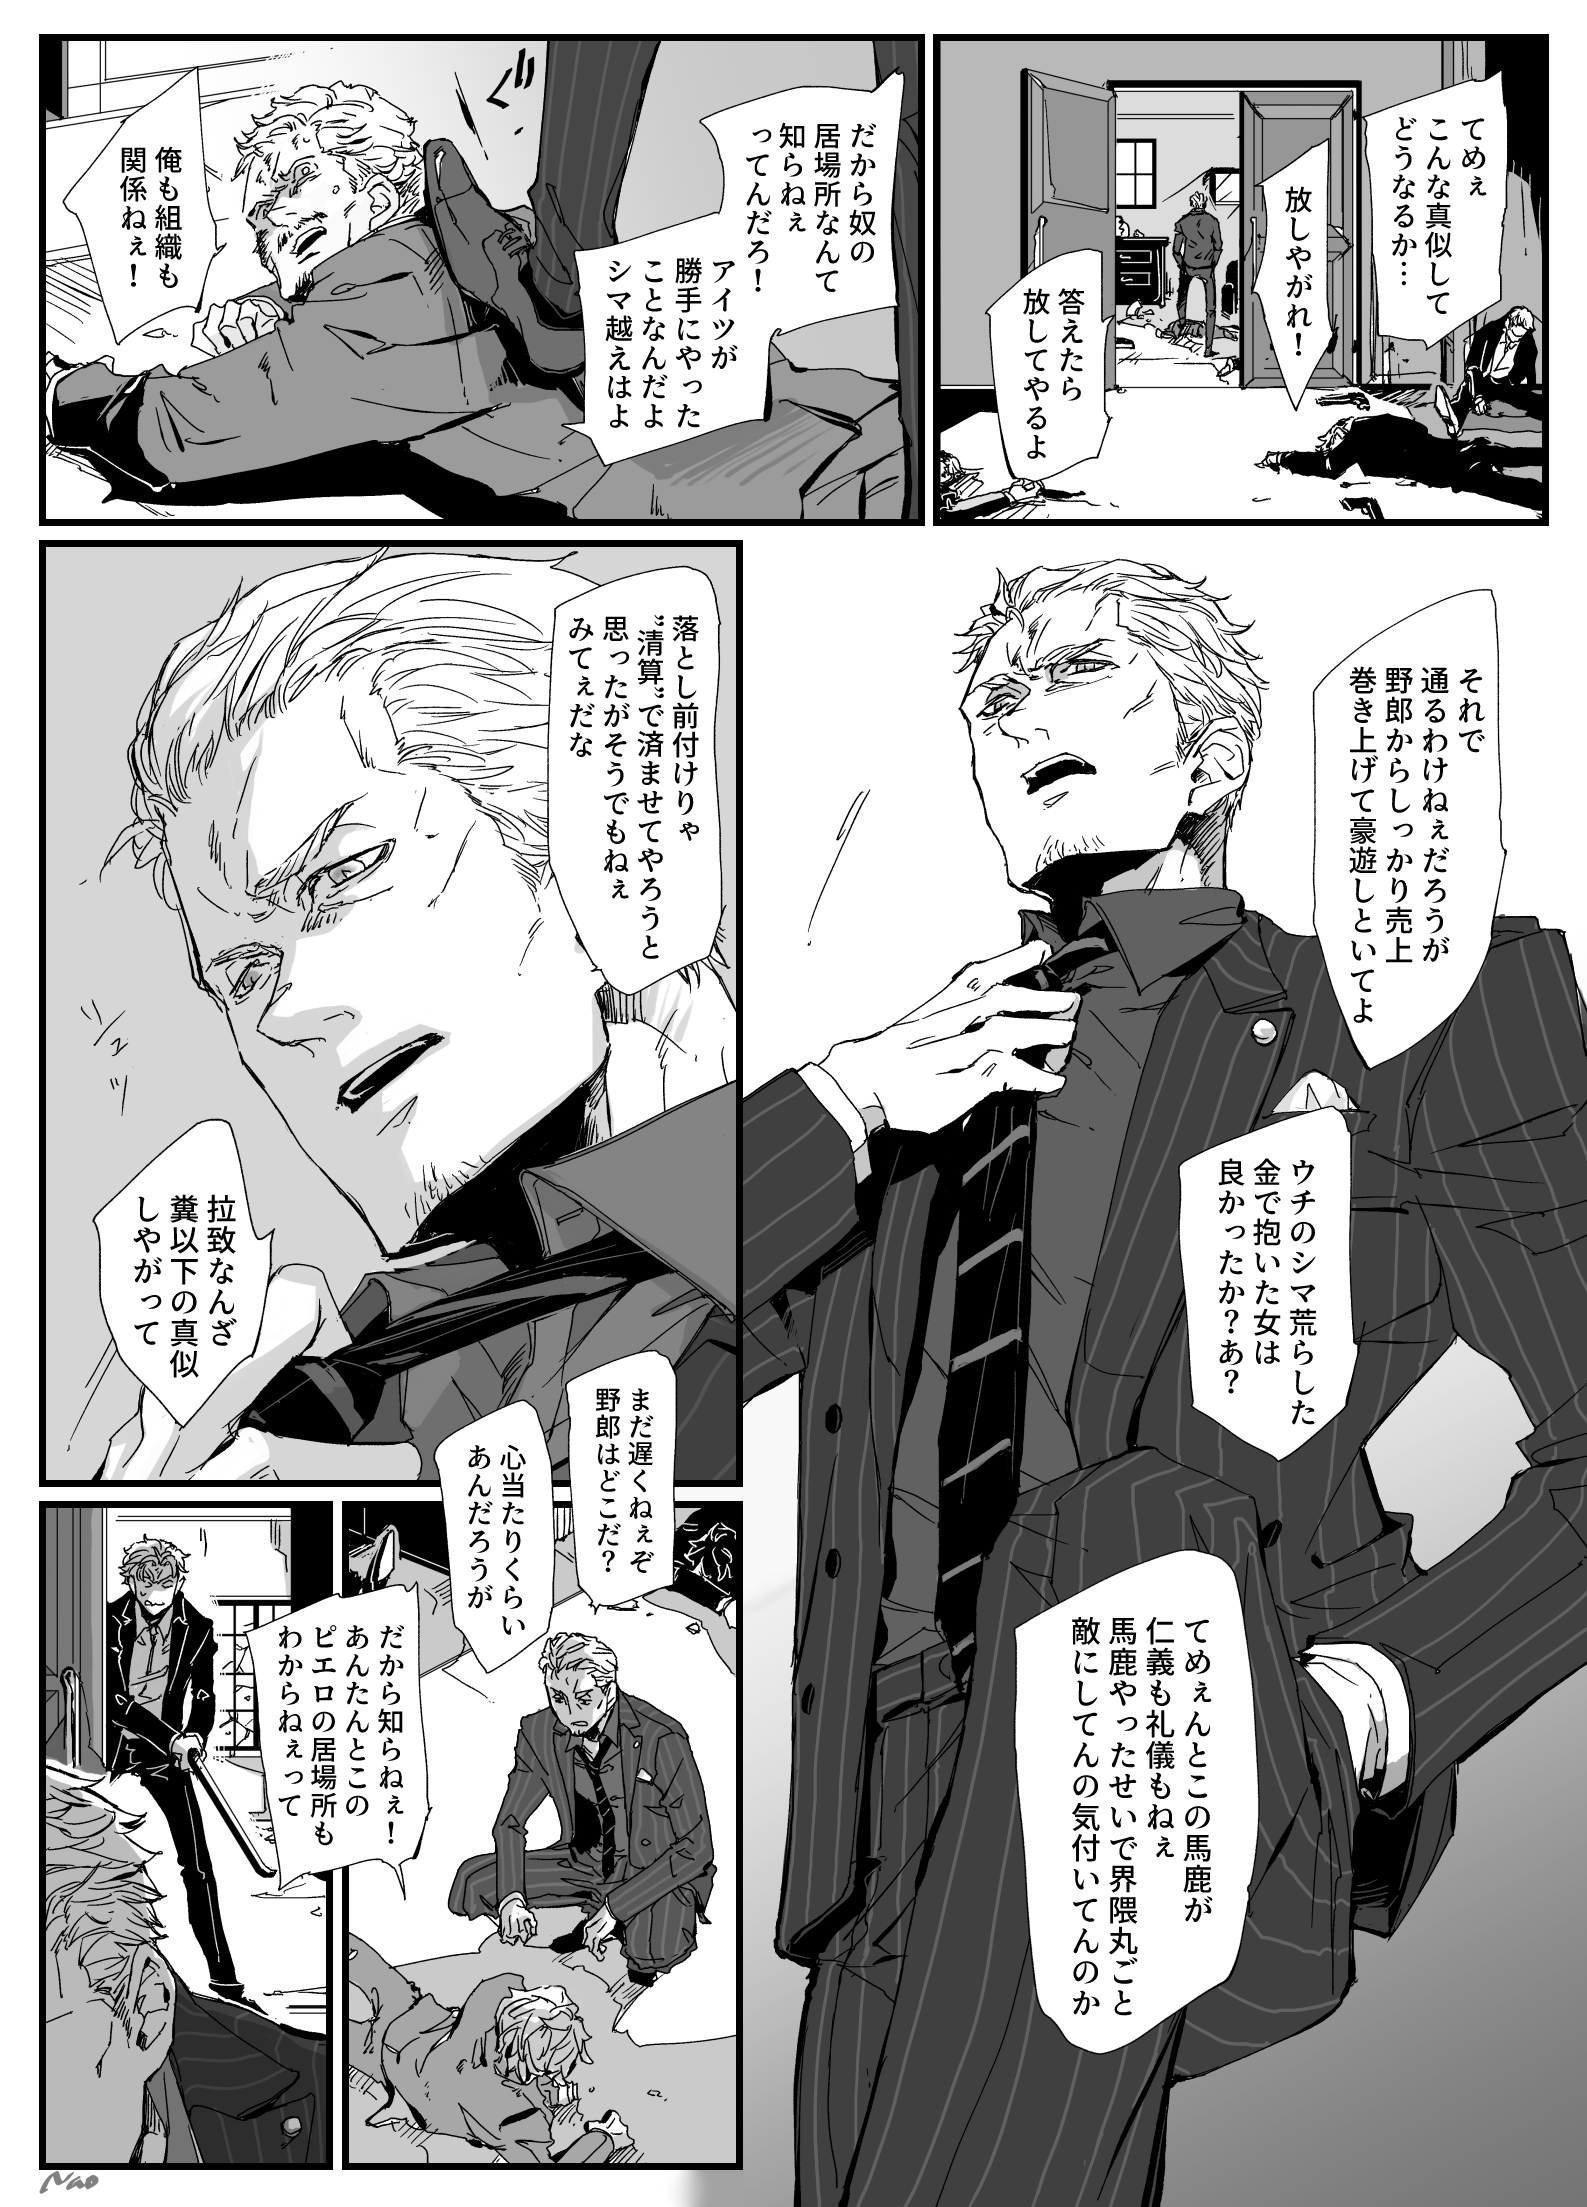 てめぇ
こんな真似して
どうなるか…
放しやがれ！
答えたら
放してやるよ
だから奴の
居場所なんて
知らねぇ
ってんだろ！
アイツが
勝手にやった
ことなんだよ
シマ越えはよ
俺も組織も
関係ねぇ！
それで
通るわけねぇだろうが
野郎からしっかり売上
巻き上げて豪遊しといてよ
ウチのシマ荒らした
金で抱いた女は
良かったか？あ？
てめぇんとこの馬鹿が
仁義も礼儀もねぇ
馬鹿やったせいで界隈丸ごと
敵にしてんの気付いてんのか
落とし前付けりゃ
”清算”で済ませてやろうと
思ったがそうでもねぇ
みてぇだな
リュッ
拉致なんざ
糞以下の真似
しやがって
まだ遅くねぇぞ
野郎はどこだ？
心当たりくらい
あんだろうが
だから知らねぇ！
あんたんとこの
ピエロの居場所も
わからねぇって
Nao